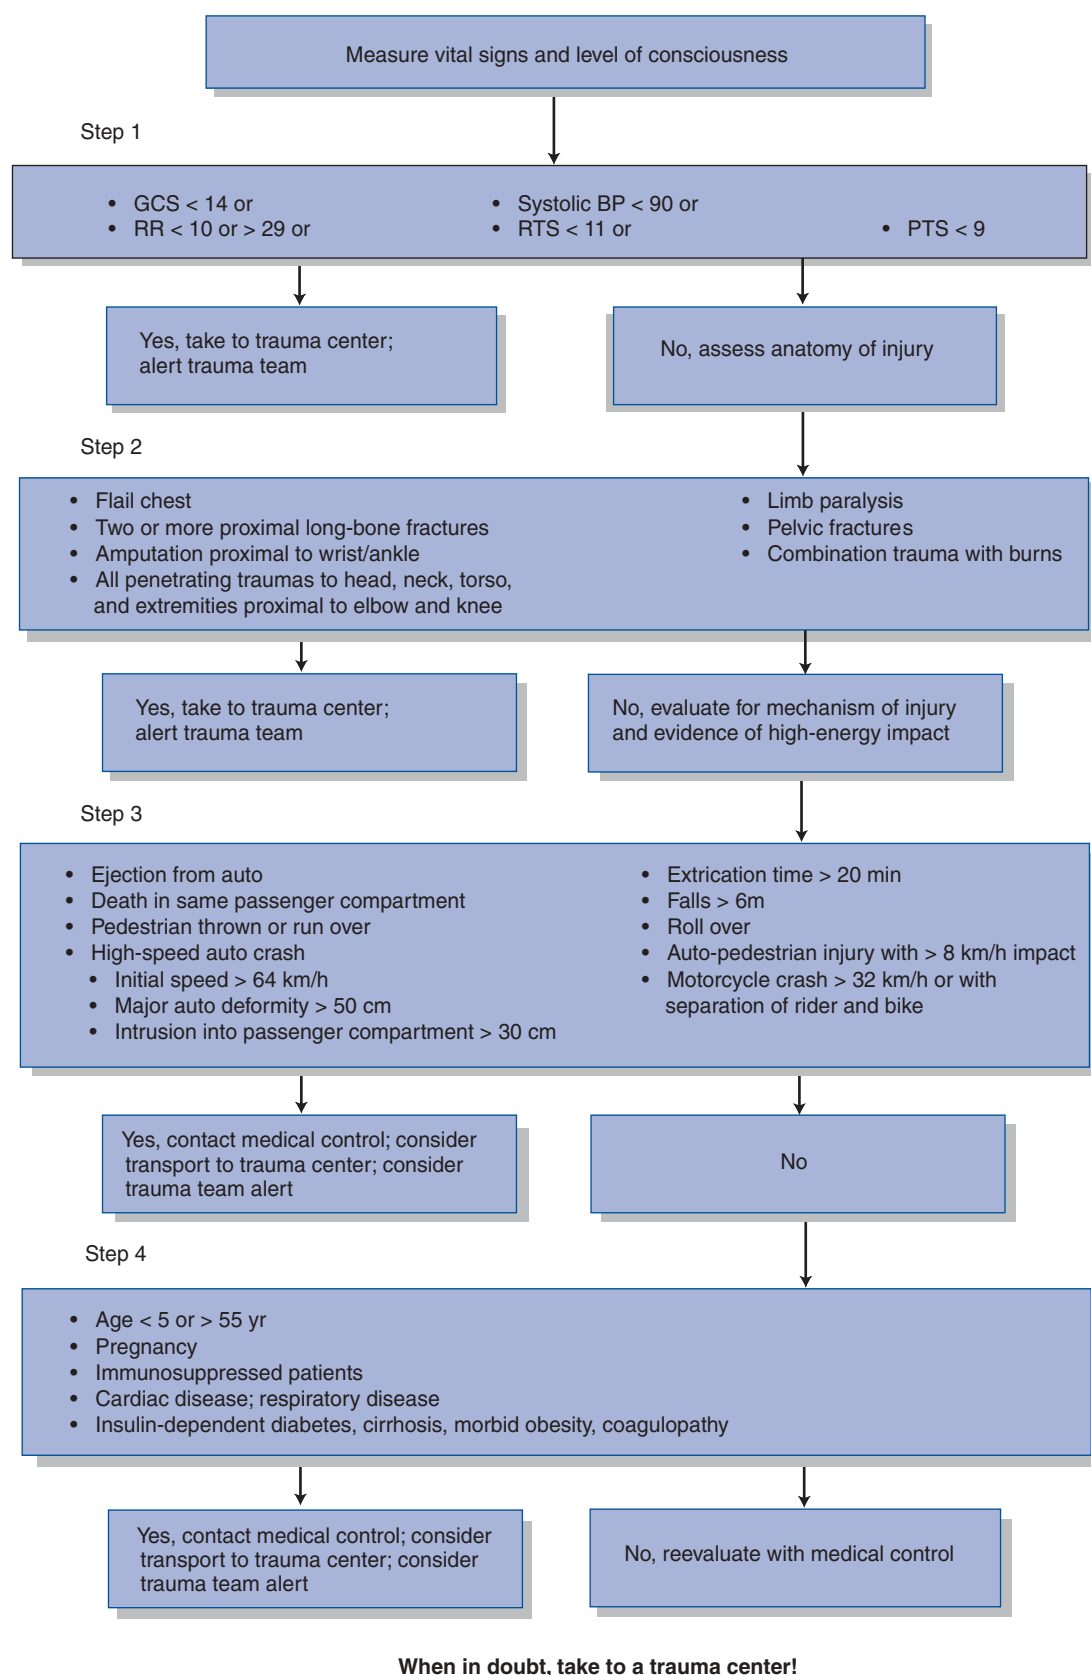 Measure vital signs and level of consciousness
Step 1
• GCS < 14 or
• RR < 10 or > 29 or
• Systolic BP < 90 or
• RTS < 11 or
• PTS < 9
Yes, take to trauma center;
alert trauma team
No, assess anatomy of injury
Step 2
• Flail chest
• Two or more proximal long-bone fractures
• Amputation proximal to wrist/ankle
• All penetrating traumas to head, neck, torso,
and extremities proximal to elbow and knee
• Limb paralysis
• Pelvic fractures
• Combination trauma with burns
Yes, take to trauma center;
alert trauma team
No, evaluate for mechanism of injury
and evidence of high-energy impact
Step 3
• Ejection from auto
• Death in same passenger compartment
• Pedestrian thrown or run over
• High-speed auto crash
• Initial speed > 64 km/h
• Major auto deformity > 50 cm
• Intrusion into passenger compartment > 30 cm
• Extrication time > 20 min
• Falls > 6m
• Roll over
• Auto-pedestrian injury with > 8 km/h impact
• Motorcycle crash > 32 km/h or with
separation of rider and bike
Yes, contact medical control; consider
transport to trauma center; consider
trauma team alert
No
Step 4
• Age < 5 or > 55 yr
• Pregnancy
• Immunosuppressed patients
• Cardiac disease; respiratory disease
• Insulin-dependent diabetes, cirrhosis, morbid obesity, coagulopathy
Yes, contact medical control; consider
transport to trauma center; consider
trauma team alert
No, reevaluate with medical control
When in doubt, take to a trauma center!